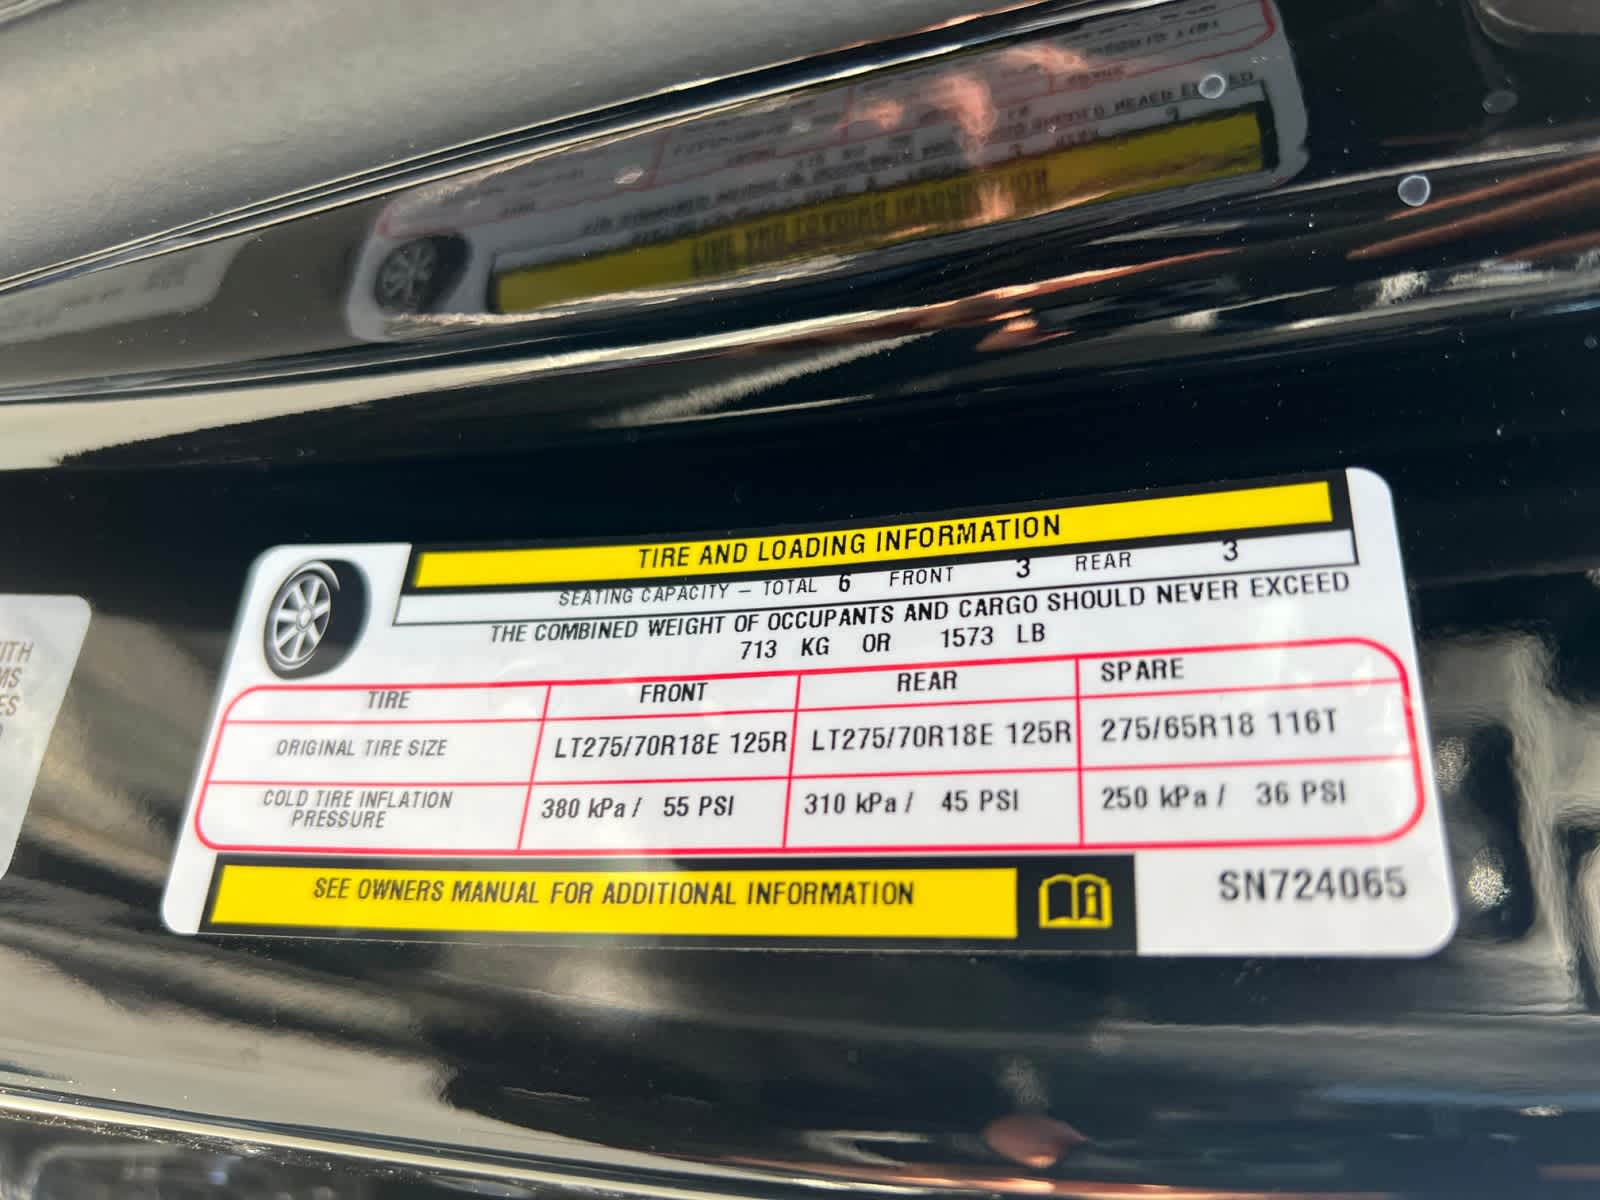 TIRE AND LOADING INFORMATION
SEATING CAPACITY – TOTAL 6 FRONT 3 REAR 3
THE COMBINED WEIGHT OF OCCUPANTS AND CARGO SHOULD NEVER EXCEED
713 KG OR 1573 LB
TIRE FRONT REAR SPARE
ORIGINAL TIRE SIZE LT275/70R18E 125R LT275/70R18E 125R 275/65R18 116T
COLD TIRE INFLATION PRESSURE 380 kPa / 55 PSI 310 kPa / 45 PSI 250 kPa / 36 PSI
SEE OWNERS MANUAL FOR ADDITIONAL INFORMATION
SN724065